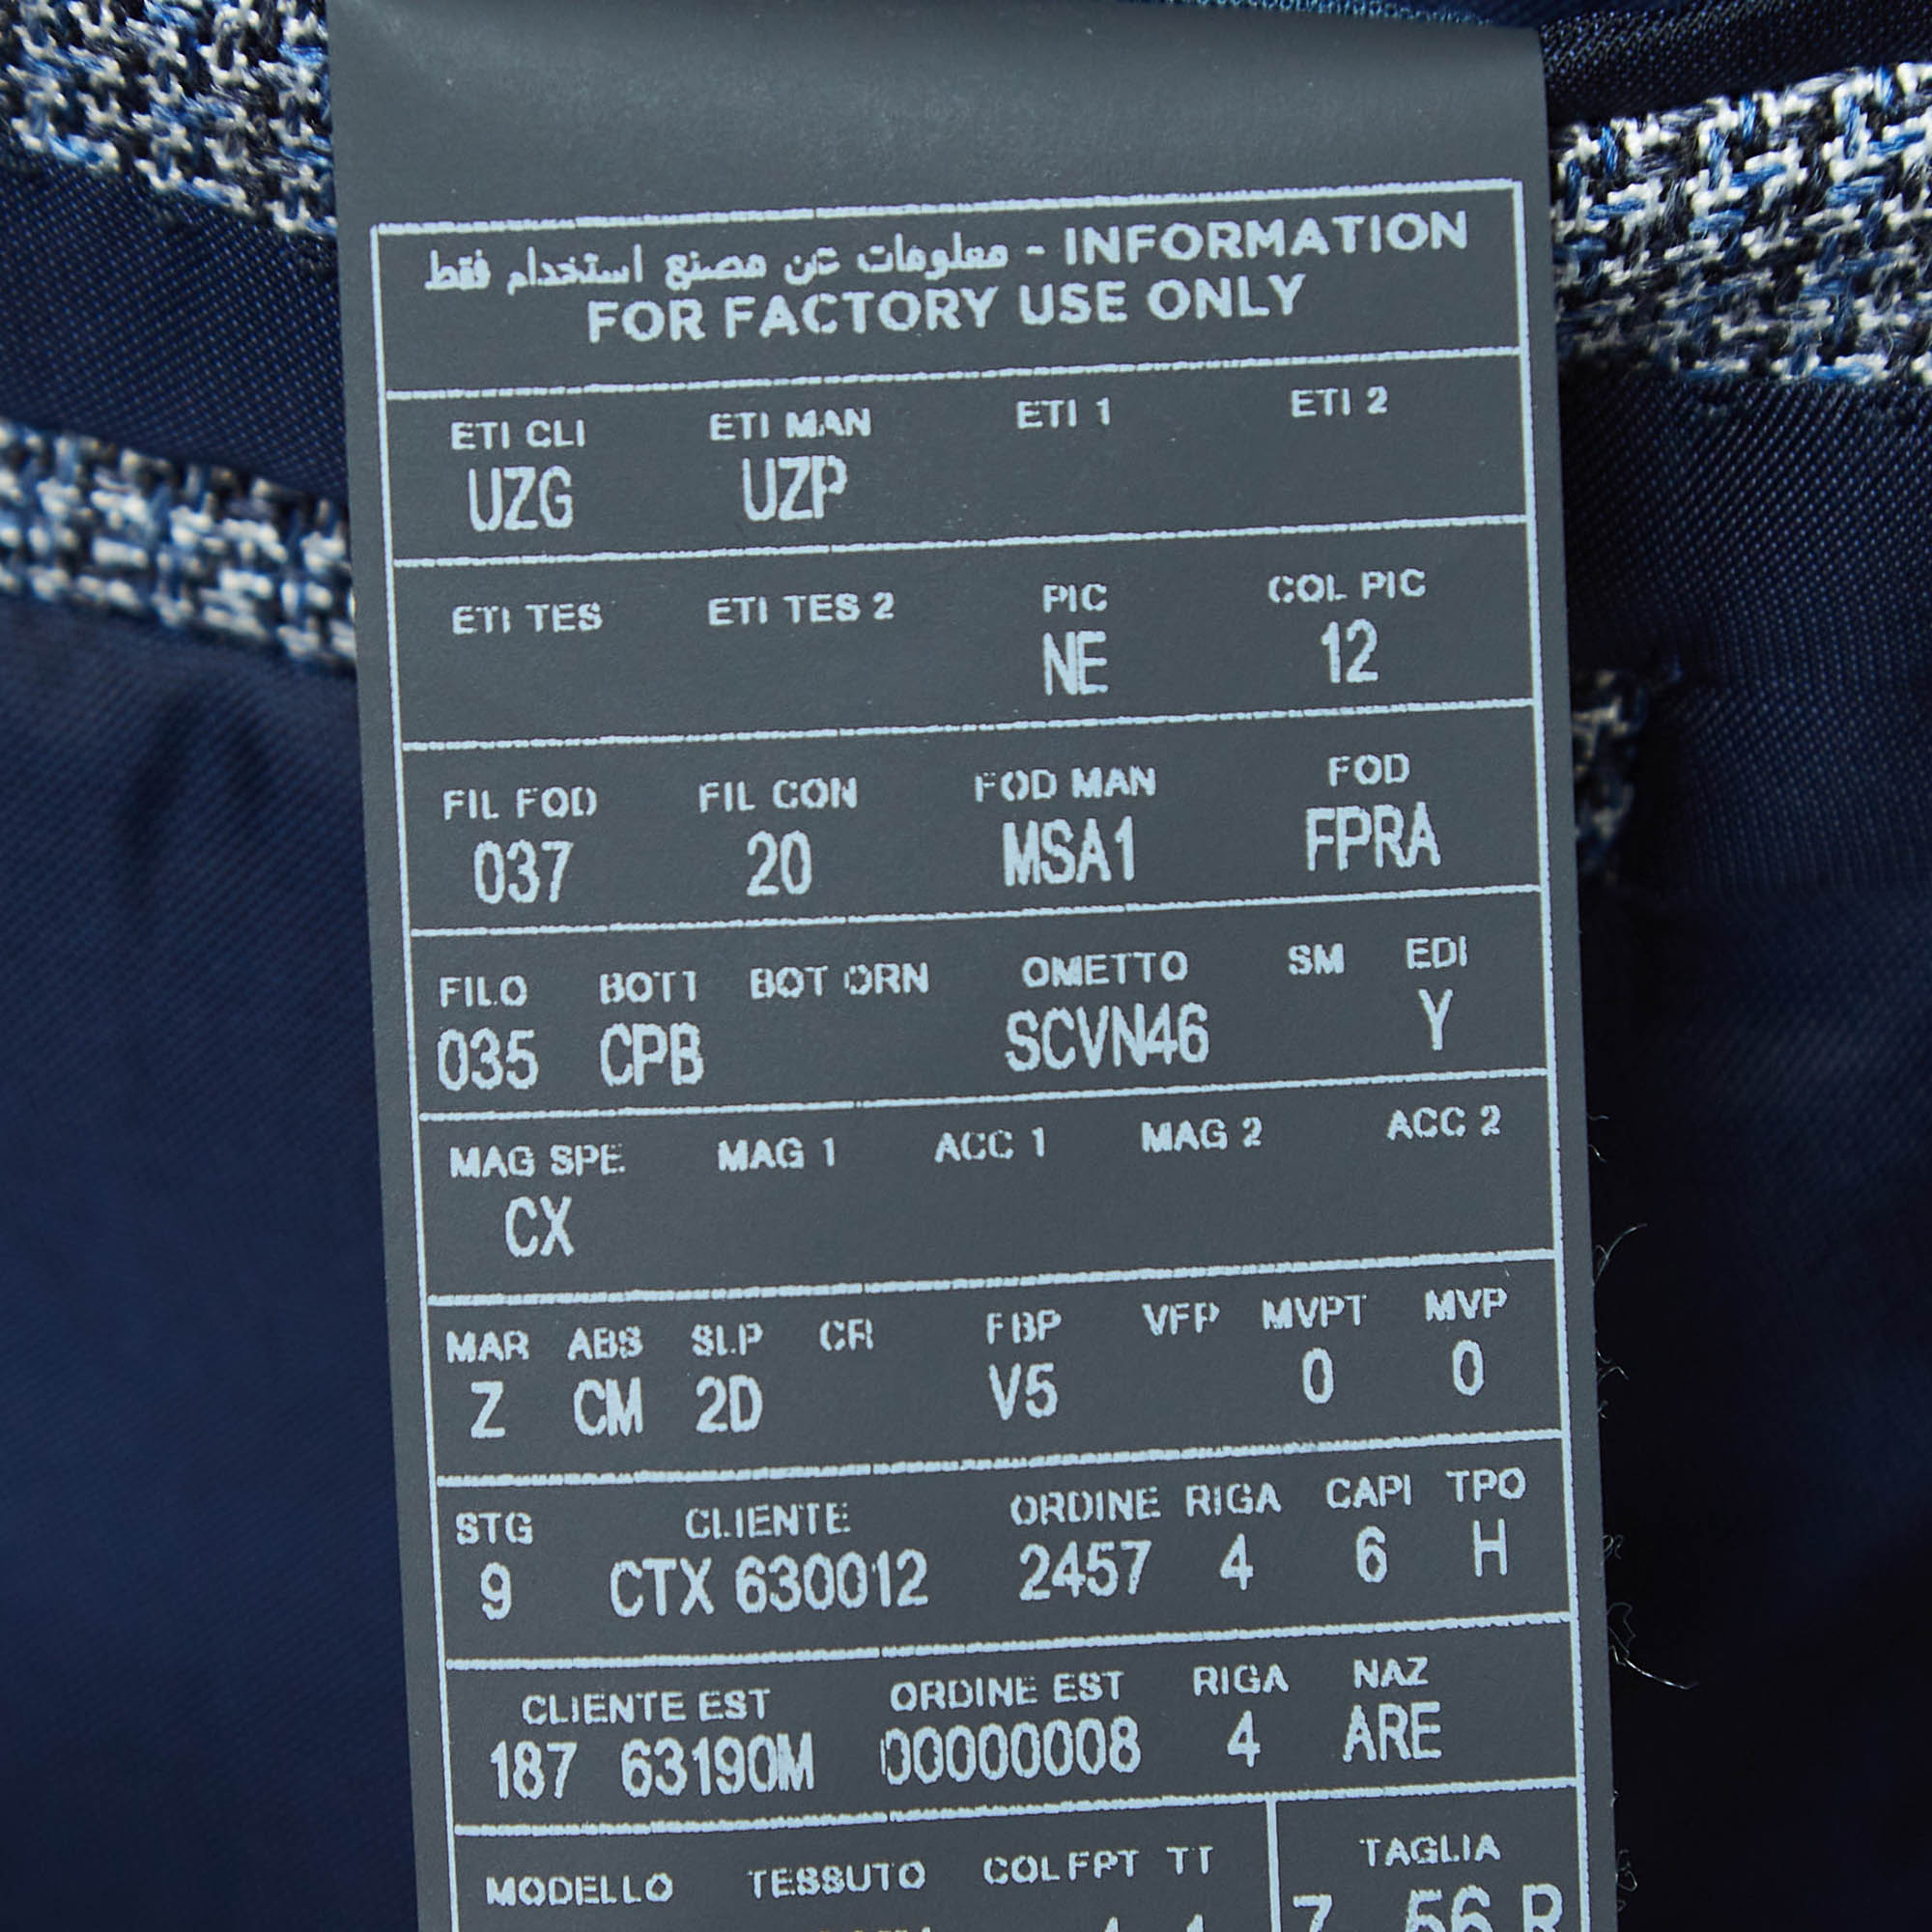 معلومات عن مصنع استخدام فقط - INFORMATION
FOR FACTORY USE ONLY
ETI CLI ETI MAN ETI 1 ETI 2
UZG UZP
ETI TES ETI TES 2 PIC COL PIC
NE 12
FIL FOD FIL CON FOD MAN FOD
037 20 MSA1 FPRA
FILO BOTT BOT ORN OMETTO SM EDI
035 CPB SCVN46 Y
MAG SPE MAG 1 ACC 1 MAG 2 ACC 2
CX
MAR ABS SLP CR FBP VFP MVPT MVP
Z CM 2D V5 0 0
STG CLIENTE ORDINE RIGA CAPI TPO
9 CTX 630012 2457 4 6 H
CLIENTE EST ORDINE EST RIGA NAZ
187 63190M 00000008 4 ARE
MODELLO TESSUTO COL FPT TT TAGLIA
7 56 R